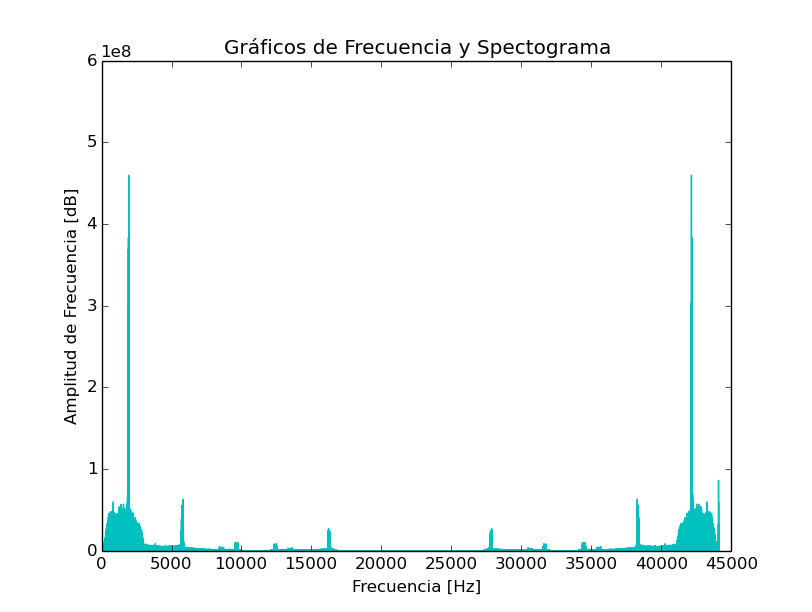 Gráficos de Frecuencia y Spectograma
1e8
6
5
4
3
2
1
0
Amplitud de Frecuencia [dB]
0 5000 10000 15000 20000 25000 30000 35000 40000 45000
Frecuencia [Hz]